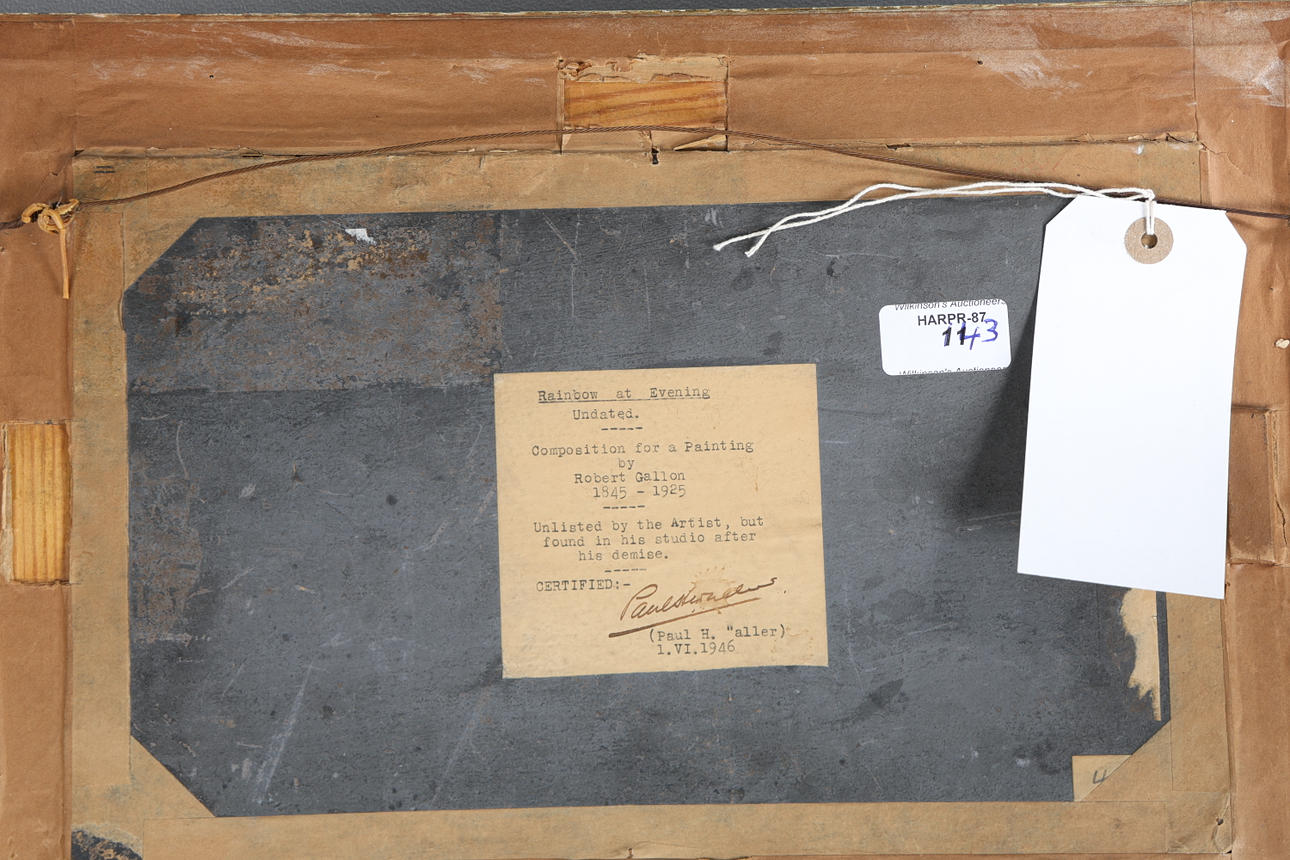 Wilkinson's Auctioneers
HARPR-87
143
Wilkinson's Auctioneers
Rainbow at Evening
Undated.
-----
Composition for a Painting
by
Robert Gallon
1845 - 1925
-----
Unlisted by the Artist, but
found in his studio after
his demise.
-----
CERTIFIED:-
(Paul H. "aller)
1.VI.1946
4